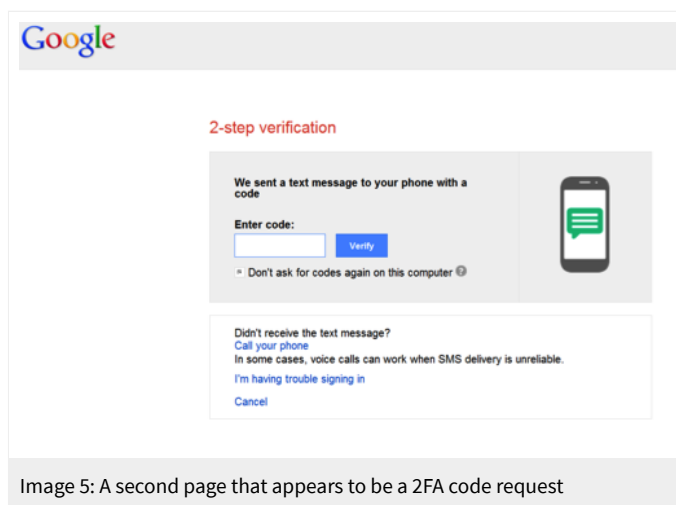 Google
2-step verification
We sent a text message to your phone with a
code
Enter code:
Verify
Don't ask for codes again on this computer ?
Didn't receive the text message?
Call your phone
In some cases, voice calls can work when SMS delivery is unreliable.
I'm having trouble signing in
Cancel
Image 5: A second page that appears to be a 2FA code request